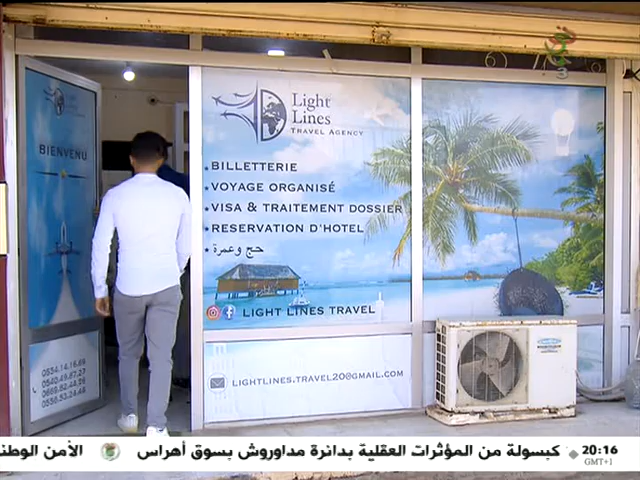 Light
Lines
TRAVEL AGENCY
BIENVENU
• BILLETTERIE
• VOYAGE ORGANISÉ
• VISA & TRAITEMENT DOSSIER
• RESERVATION D'HOTEL
• حج وعمرة
LIGHT LINES TRAVEL
LIGHTLINES.TRAVEL20@GMAIL.COM
كبسولة من المؤثرات العقلية بدائرة مداوروش بسوق أهراس
الأمن الوطن
20:16
GMT+1